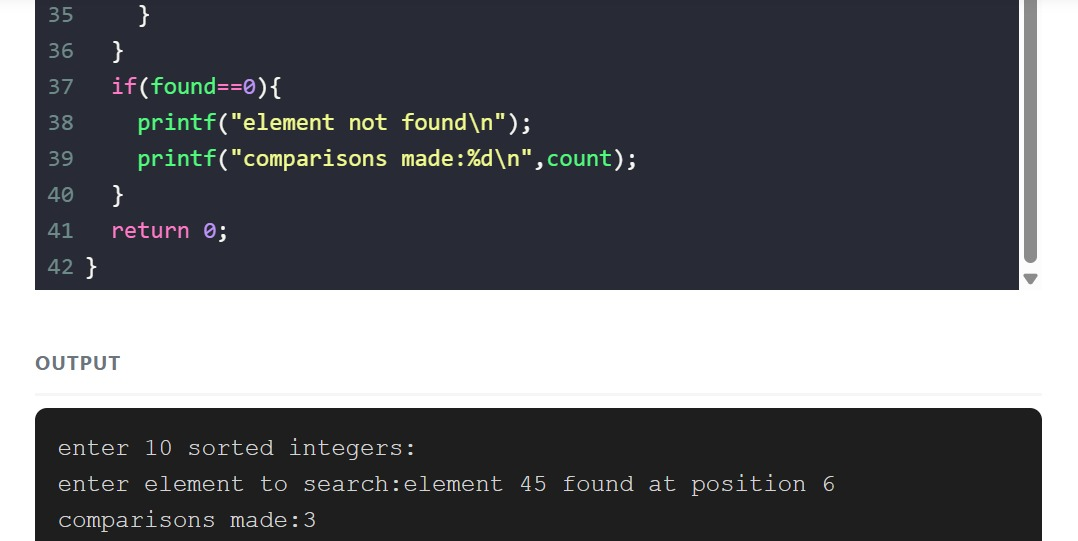 35 }
36 }
37 if(found==0){
38 printf("element not found\n");
39 printf("comparisons made:%d\n",count);
40 }
41 return 0;
42 }
OUTPUT
enter 10 sorted integers:
enter element to search:element 45 found at position 6
comparisons made:3